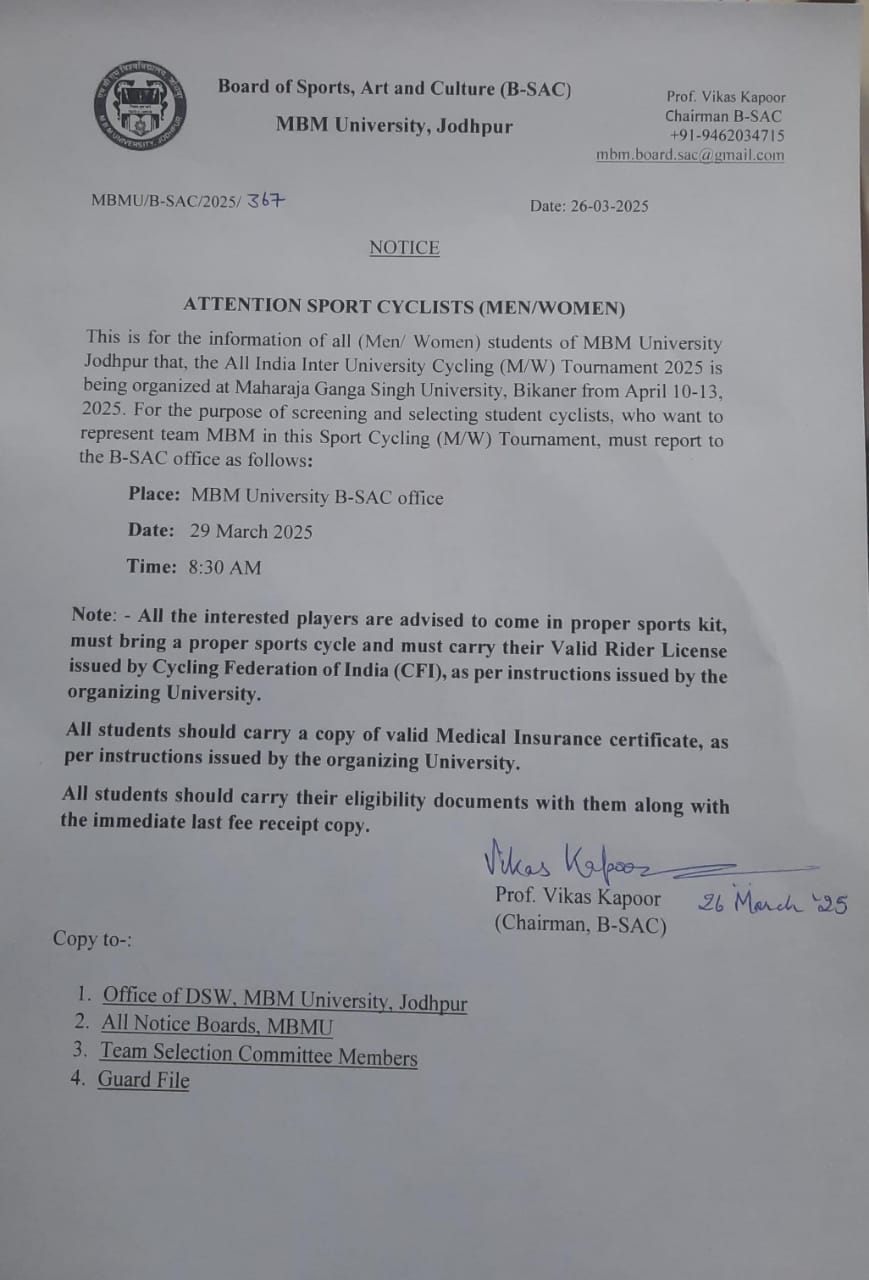 Board of Sports, Art and Culture (B-SAC)
MBM University, Jodhpur
Prof. Vikas Kapoor
Chairman B-SAC
+91-9462034715
mbm.board.sac@gmail.com
M B M UNIVERSITY, JODHPUR
MBMU/B-SAC/2025/ 367
Date: 26-03-2025
NOTICE
ATTENTION SPORT CYCLISTS (MEN/WOMEN)
This is for the information of all (Men/ Women) students of MBM University
Jodhpur that, the All India Inter University Cycling (M/W) Tournament 2025 is
being organized at Maharaja Ganga Singh University, Bikaner from April 10-13,
2025. For the purpose of screening and selecting student cyclists, who want to
represent team MBM in this Sport Cycling (M/W) Tournament, must report to
the B-SAC office as follows:
Place: MBM University B-SAC office
Date: 29 March 2025
Time: 8:30 AM
Note: - All the interested players are advised to come in proper sports kit,
must bring a proper sports cycle and must carry their Valid Rider License
issued by Cycling Federation of India (CFI), as per instructions issued by the
organizing University.
All students should carry a copy of valid Medical Insurance certificate, as
per instructions issued by the organizing University.
All students should carry their eligibility documents with them along with
the immediate last fee receipt copy.
Vikas Kapoor
Prof. Vikas Kapoor
26 March '25
(Chairman, B-SAC)
Copy to-:
1. Office of DSW, MBM University, Jodhpur
2. All Notice Boards, MBMU
3. Team Selection Committee Members
4. Guard File